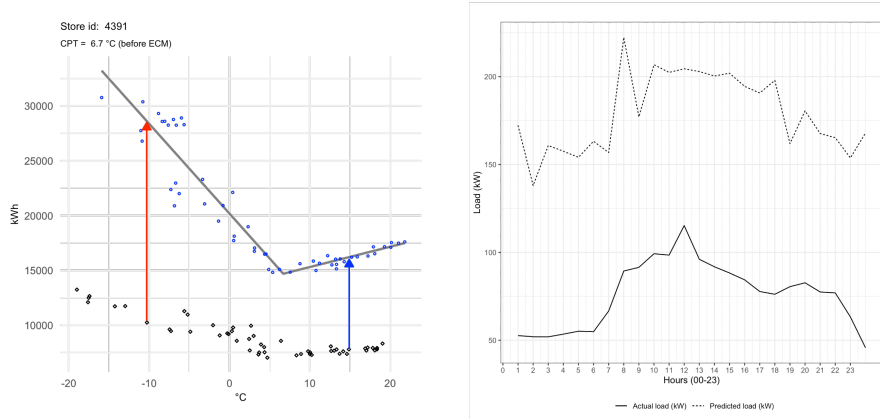 Store id: 4391
CPT = 6.7 °C (before ECM)
30000
25000
20000
15000
10000
kWh
-20 -10 0 10 20
°C
200
150
100
50
Load (kW)
0 1 2 3 4 5 6 7 8 9 10 11 12 13 14 15 16 17 18 19 20 21 22 23
Hours (00-23)
Actual load (kW) Predicted load (kW)